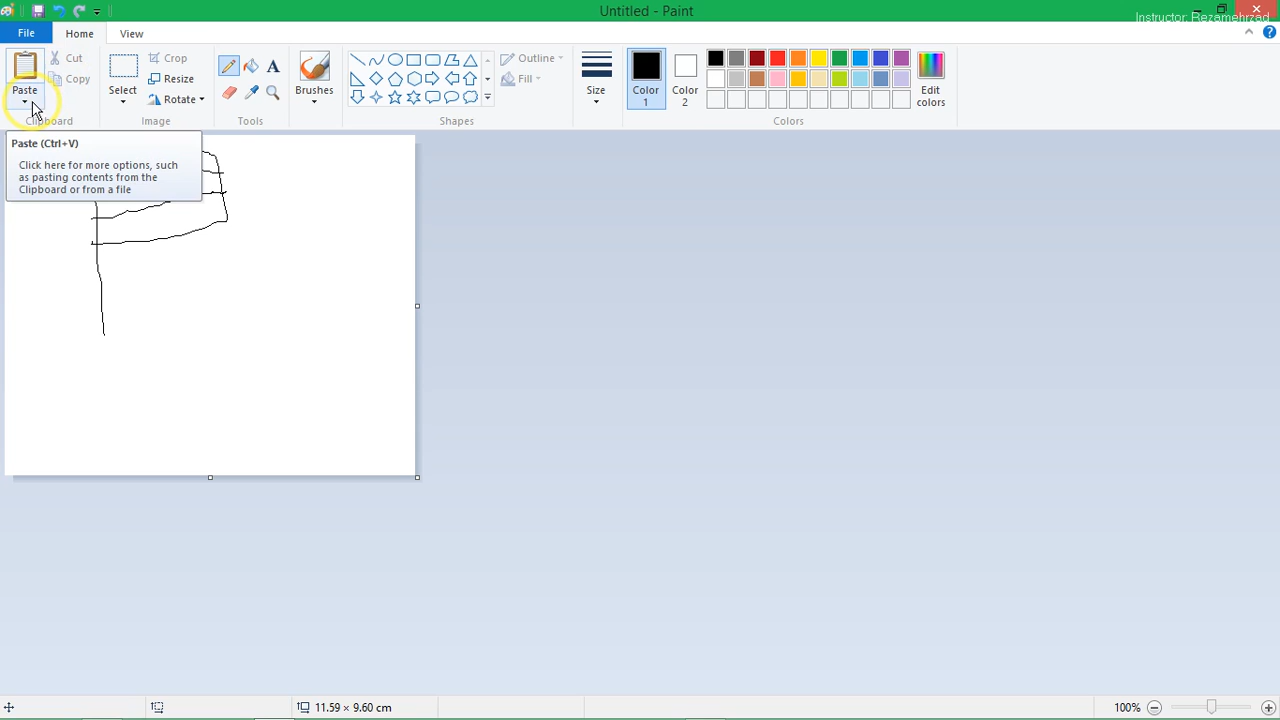 Untitled - Paint
Instructor: Rezamehrzad
File
Home
View
Paste
Cut
Copy
Clipboard
Select
Crop
Resize
Rotate
Image
Tools
Brushes
Outline
Fill
Shapes
Size
Color 1
Color 2
Edit colors
Colors
Paste (Ctrl+V)
Click here for more options, such
as pasting contents from the
Clipboard or from a file
11.59 × 9.60 cm
100%